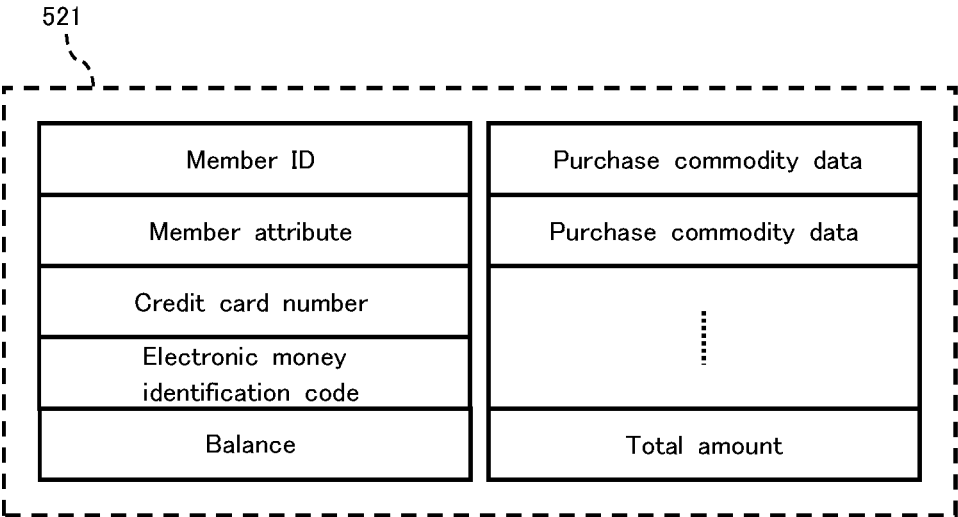 521
Member ID
Member attribute
Credit card number
Electronic money
identification code
Balance
Purchase commodity data
Purchase commodity data
Total amount